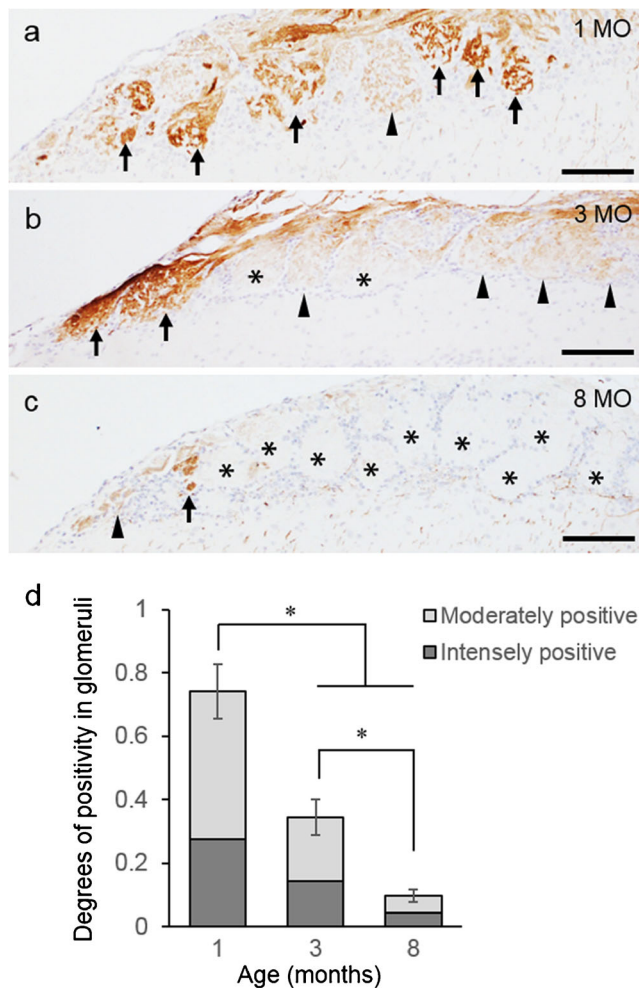 a
1 MO
b
3 MO
* *
c
8 MO
* * * * * * * * *
d
Degrees of positivity in glomeruli
1
0.8
0.6
0.4
0.2
0
*
*
Moderately positive
Intensely positive
1 3 8
Age (months)